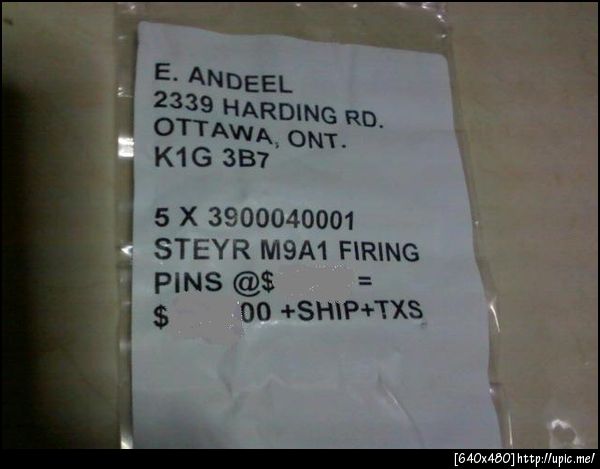 E. ANDEEL
2339 HARDING RD.
OTTAWA, ONT.
K1G 3B7
5 X 3900040001
STEYR M9A1 FIRING
PINS @$ =
$ 00 +SHIP+TXS
[640x480]http://upic.me/